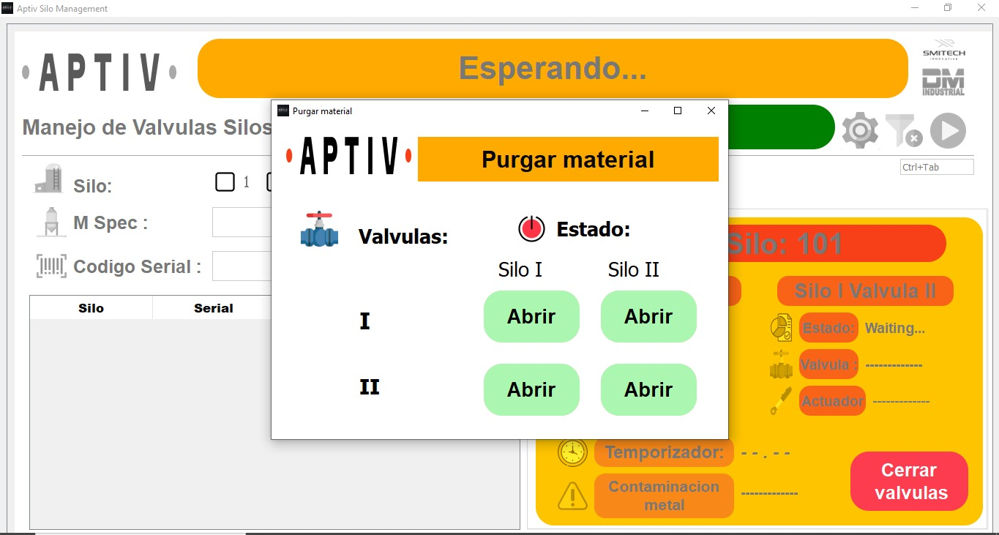 Aptiv Silo Management
APTIV
Esperando...
SMITECH
INNOVATIVE
DM
INDUSTRIAL
Manejo de Valvulas Silos
Ctrl+Tab
Silo:
1
M Spec :
Codigo Serial :
Silo Serial
Purgar material
APTIV
Purgar material
Valvulas:
Estado:
Silo I Silo II
I Abrir Abrir
II Abrir Abrir
Silo: 101
Silo I Valvula II
Estado: Waiting...
Valvula : -------------
Actuador -------------
Temporizador: - - . - -
Contaminacion
metal -------------
Cerrar
valvulas